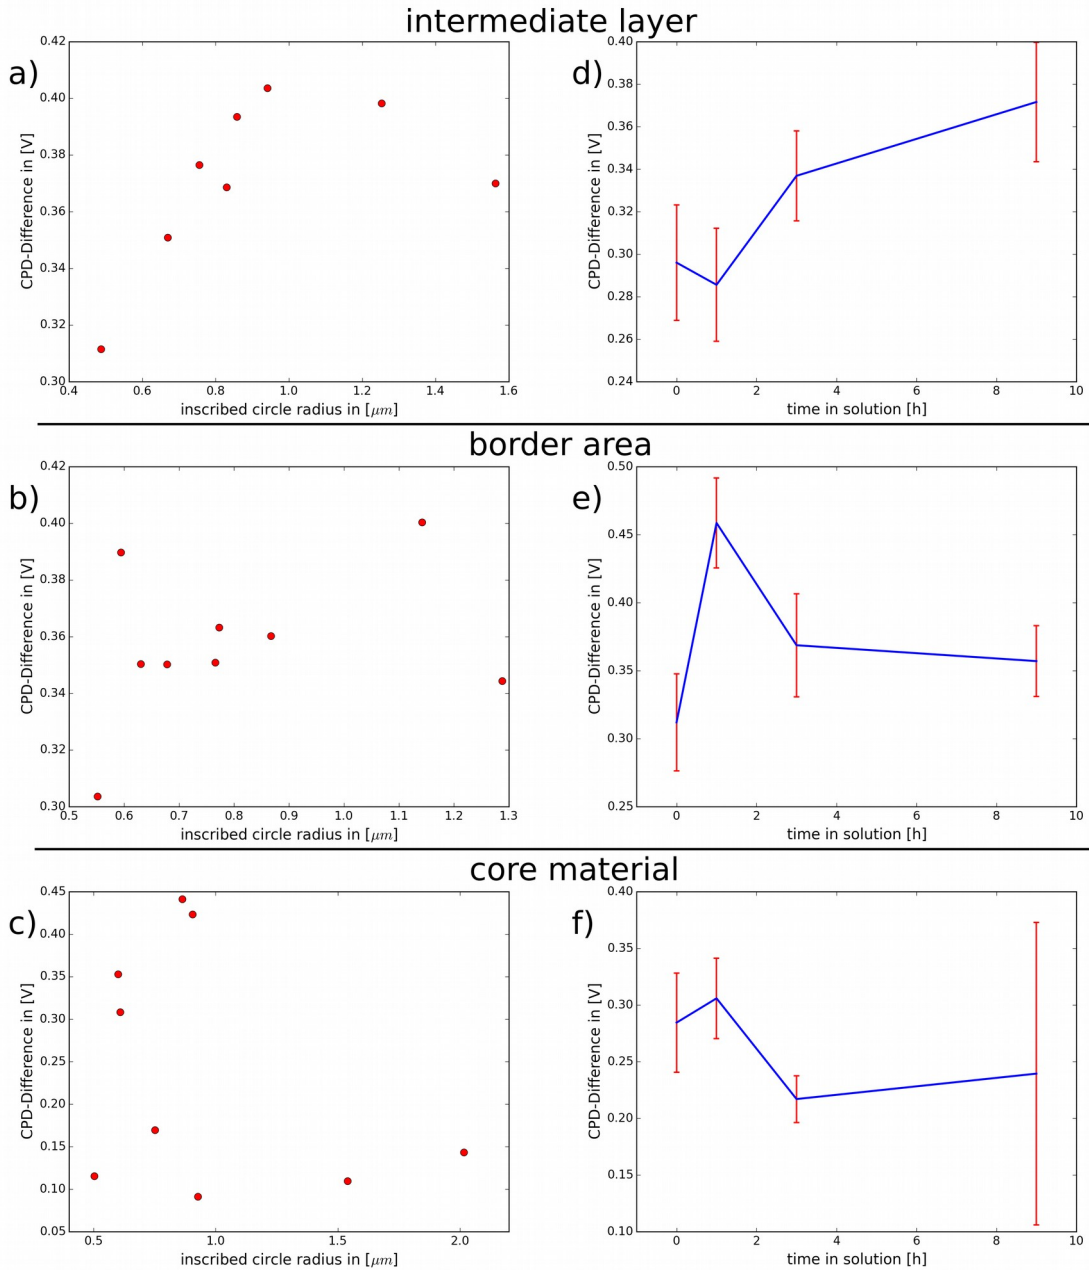 intermediate layer
a)
CPD-Difference in [V]
0.42
0.40
0.38
0.36
0.34
0.32
0.30
0.4 0.6 0.8 1.0 1.2 1.4 1.6
inscribed circle radius in [μm]
d)
CPD-Difference in [V]
0.40
0.38
0.36
0.34
0.32
0.30
0.28
0.26
0.24
0 2 4 6 8 10
time in solution [h]
border area
b)
CPD-Difference in [V]
0.42
0.40
0.38
0.36
0.34
0.32
0.30
0.5 0.6 0.7 0.8 0.9 1.0 1.1 1.2 1.3
inscribed circle radius in [μm]
e)
CPD-Difference in [V]
0.50
0.45
0.40
0.35
0.30
0.25
0 2 4 6 8 10
time in solution [h]
core material
c)
CPD-Difference in [V]
0.45
0.40
0.35
0.30
0.25
0.20
0.15
0.10
0.05
0.5 1.0 1.5 2.0
inscribed circle radius in [μm]
f)
CPD-Difference in [V]
0.40
0.35
0.30
0.25
0.20
0.15
0.10
0 2 4 6 8 10
time in solution [h]